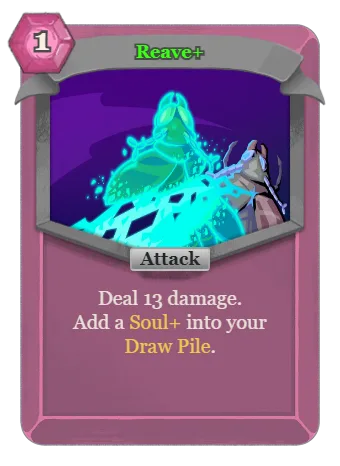 1
Reave+
Attack
Deal 13 damage.
Add a Soul+ into your
Draw Pile.